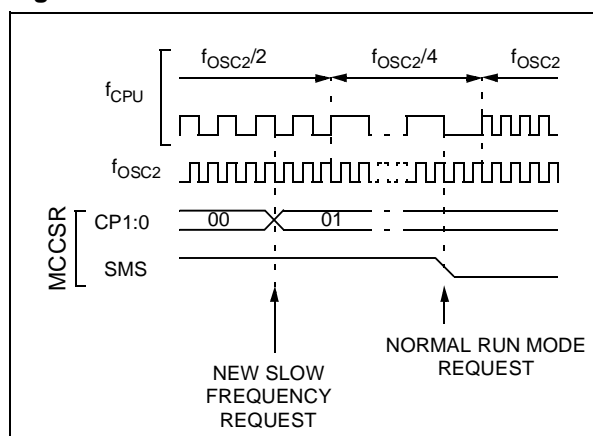 fOSC2/2 fOSC2/4 fOSC2
fCPU
fOSC2
MCCSR
CP1:0 00 01
SMS
NEW SLOW
FREQUENCY
REQUEST
NORMAL RUN MODE
REQUEST